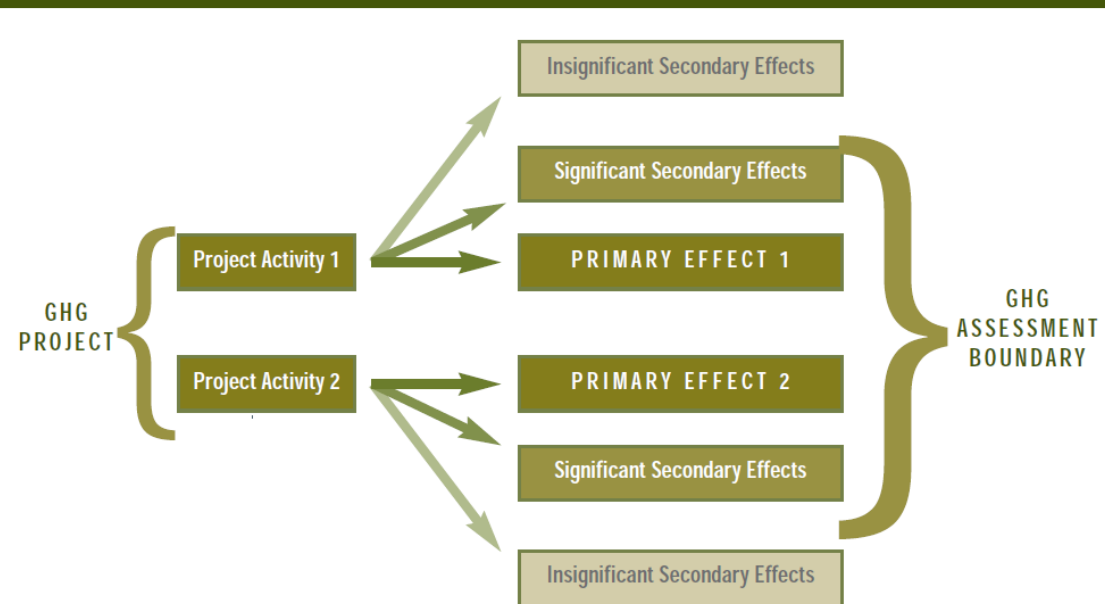 Insignificant Secondary Effects
Significant Secondary Effects
Project Activity 1
PRIMARY EFFECT 1
GHG
PROJECT
GHG
ASSESSMENT
BOUNDARY
Project Activity 2
PRIMARY EFFECT 2
Significant Secondary Effects
Insignificant Secondary Effects